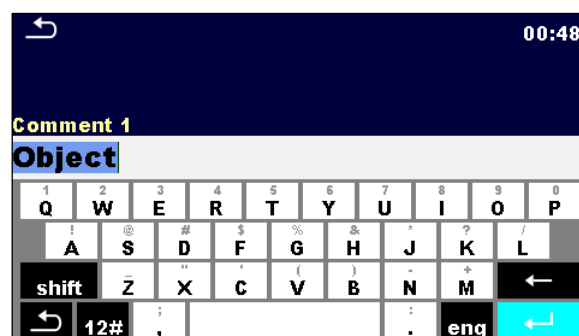 00:48
Comment 1
Object
1 2 3 4 5 6 7 8 9 0
Q W E R T Y U I O P
! @ # $ % & * ? /
A S D F G H J K L
_ " ' ( ) - +
shift Z X C V B N M
; :
12# , . eng